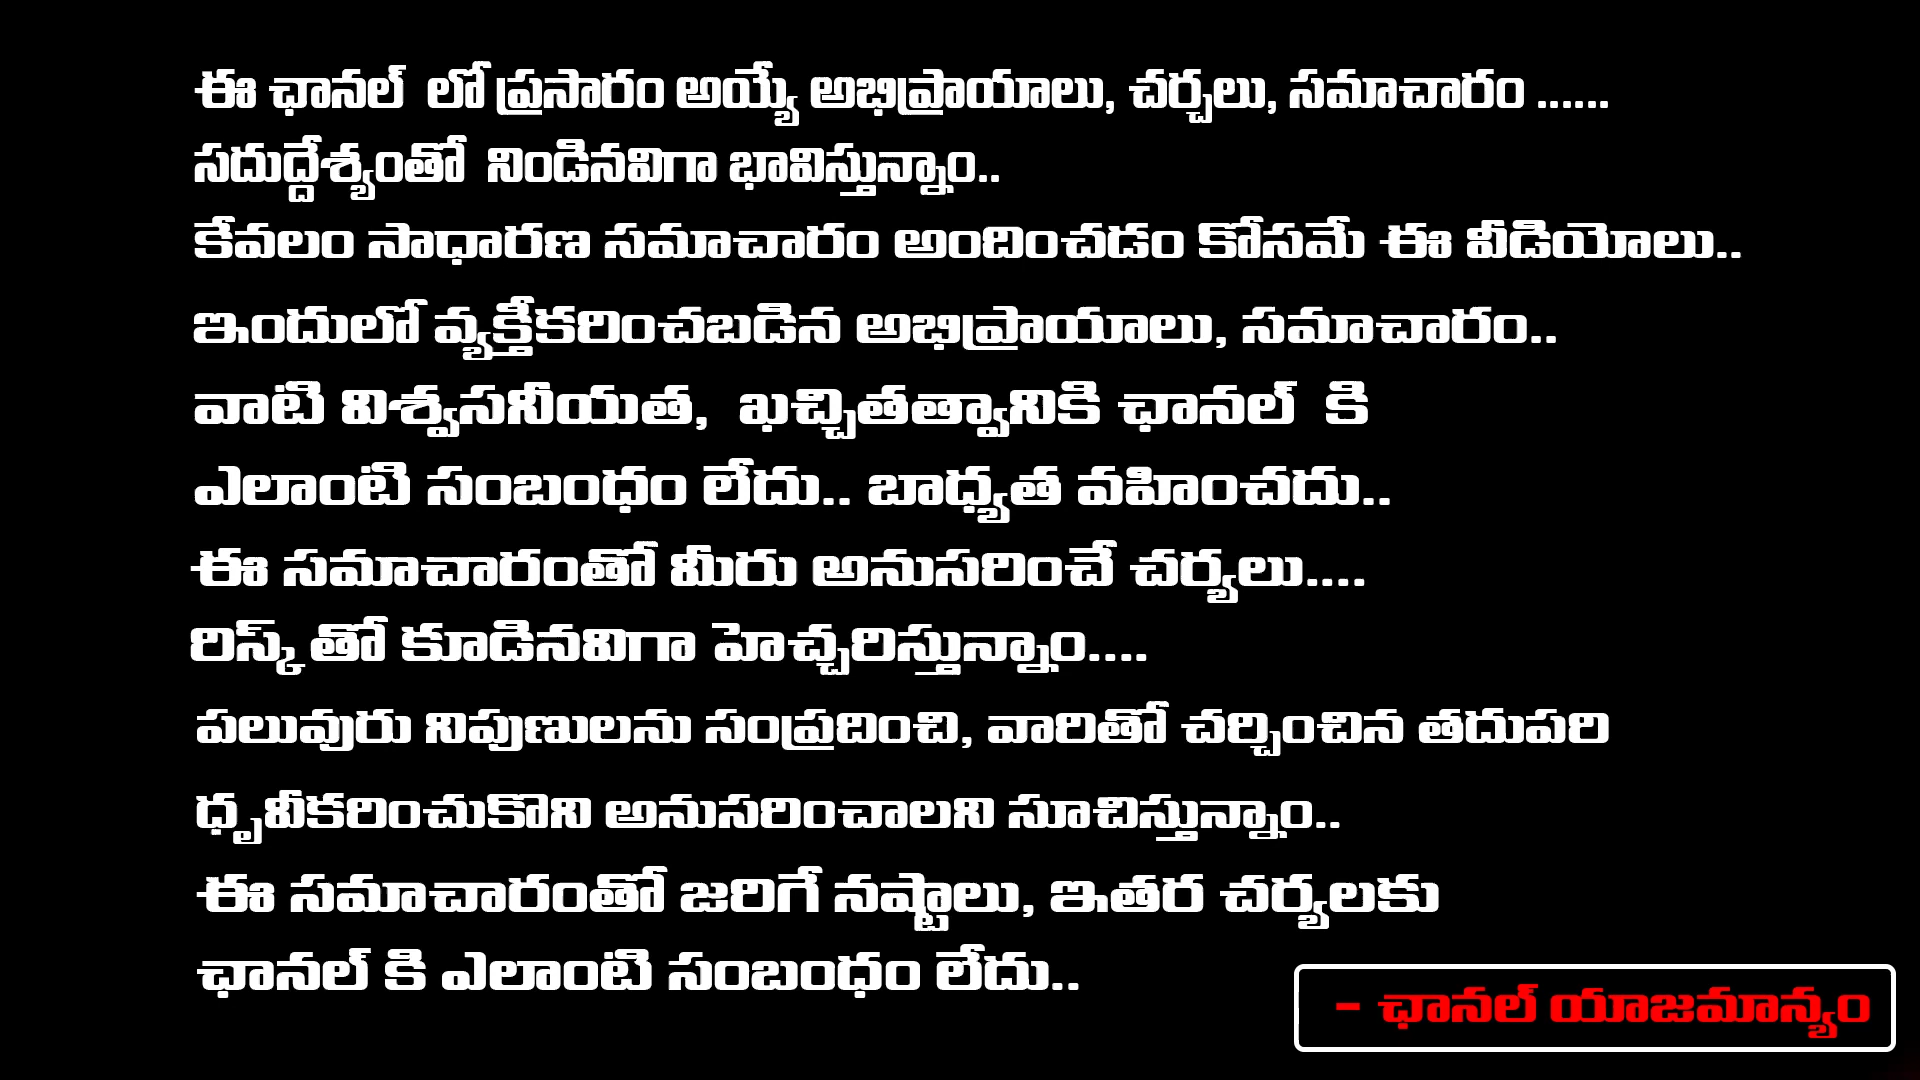 ఈ ఛానల్ లో ప్రసారం అయ్యే అభిప్రాయాలు, చర్చలు, సమాచారం ......
సదుద్దేశ్యంతో నిండినవిగా భావిస్తున్నాం..
కేవలం సాధారణ సమాచారం అందించడం కోసమే ఈ వీడియోలు..
ఇందులో వ్యక్తీకరించబడిన అభిప్రాయాలు, సమాచారం..
వాటి విశ్వసనీయత, ఖచ్చితత్వానికి ఛానల్ కి
ఎలాంటి సంబంధం లేదు.. బాధ్యత వహించదు..
ఈ సమాచారంతో మీరు అనుసరించే చర్యలు....
రిస్క్ తో కూడినవిగా హెచ్చరిస్తున్నాం....
పలువురు నిపుణులను సంప్రదించి, వారితో చర్చించిన తదుపరి
ధృవీకరించుకొని అనుసరించాలని సూచిస్తున్నాం..
ఈ సమాచారంతో జరిగే నష్టాలు, ఇతర చర్యలకు
ఛానల్ కి ఎలాంటి సంబంధం లేదు..
- ఛానల్ యాజమాన్యం